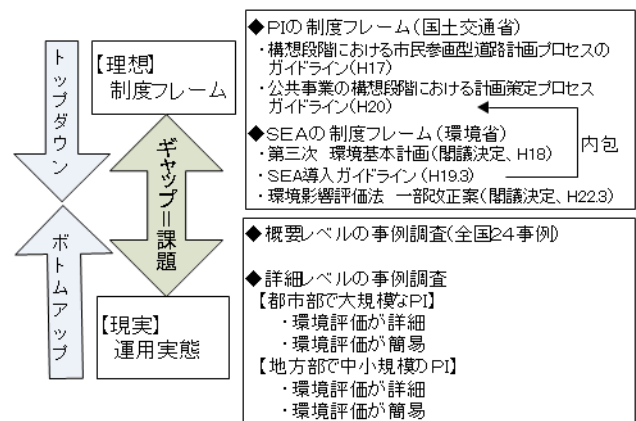 トップダウン
ボトムアップ
【理想】
制度フレーム
ギャップ＝課題
【現実】
運用実態
◆PIの制度フレーム(国土交通省)
・構想段階における市民参画型道路計画プロセスの
ガイドライン(H17)
・公共事業の構想段階における計画策定プロセス
ガイドライン(H20)
◆SEAの制度フレーム(環境省)
・第三次 環境基本計画(閣議決定、H18)
・SEA導入ガイドライン(H19.3)
・環境影響評価法 一部改正案(閣議決定、H22.3)
内包
◆概要レベルの事例調査(全国24事例)
◆詳細レベルの事例調査
【都市部で大規模なPI】
・環境評価が詳細
・環境評価が簡易
【地方部で中小規模のPI】
・環境評価が詳細
・環境評価が簡易